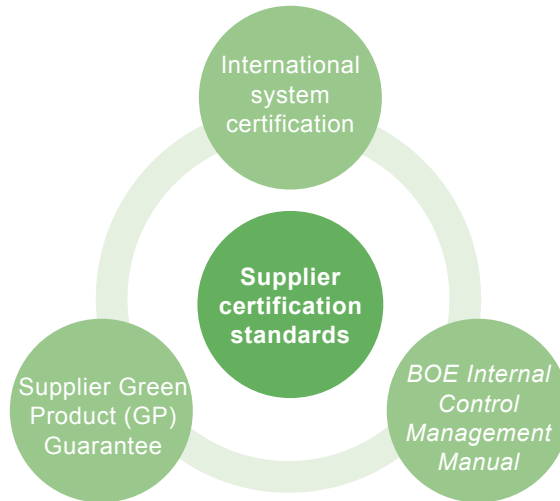 International
system
certification
Supplier
certification
standards
Supplier Green
Product (GP)
Guarantee
BOE Internal
Control
Management
Manual